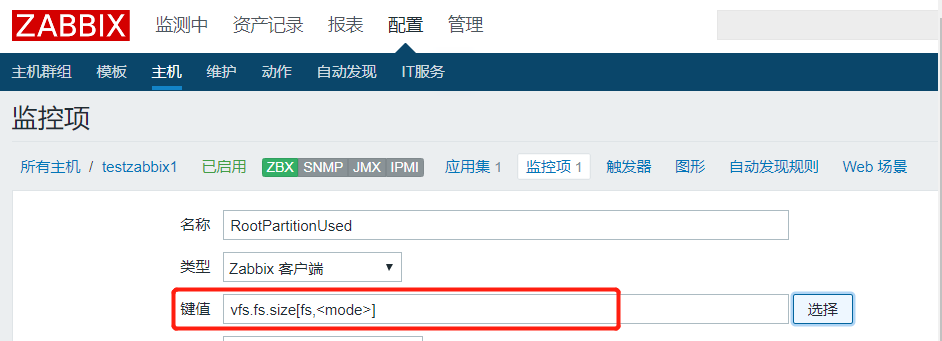 ZABBIX 监测中 资产记录 报表 配置 管理
主机群组 模板 主机 维护 动作 自动发现 IT服务
监控项
所有主机 / testzabbix1 已启用 ZBX SNMP JMX IPMI 应用集 1 监控项 1 触发器 图形 自动发现规则 Web 场景
名称 RootPartitionUsed
类型 Zabbix 客户端
键值 vfs.fs.size[fs,<mode>] 选择